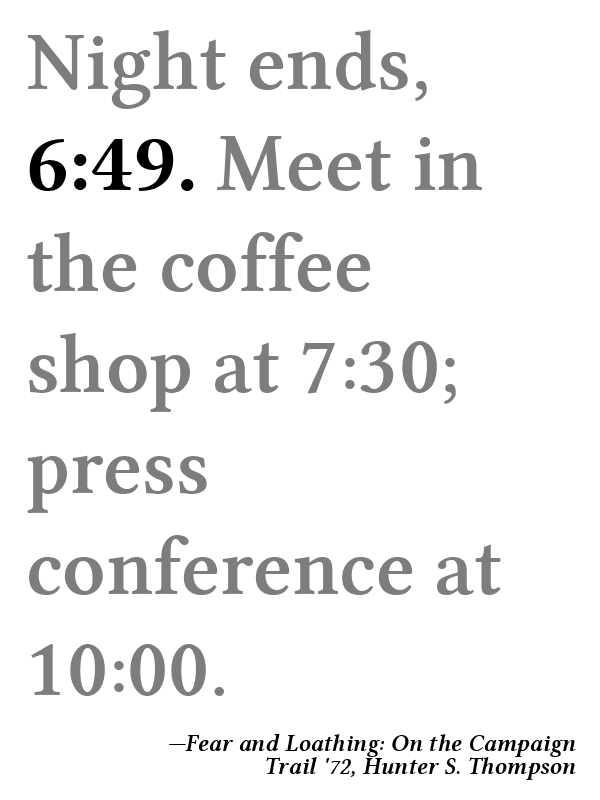 Night ends,
6:49. Meet in
the coffee
shop at 7:30;
press
conference at
10:00.
—Fear and Loathing: On the Campaign
Trail '72, Hunter S. Thompson